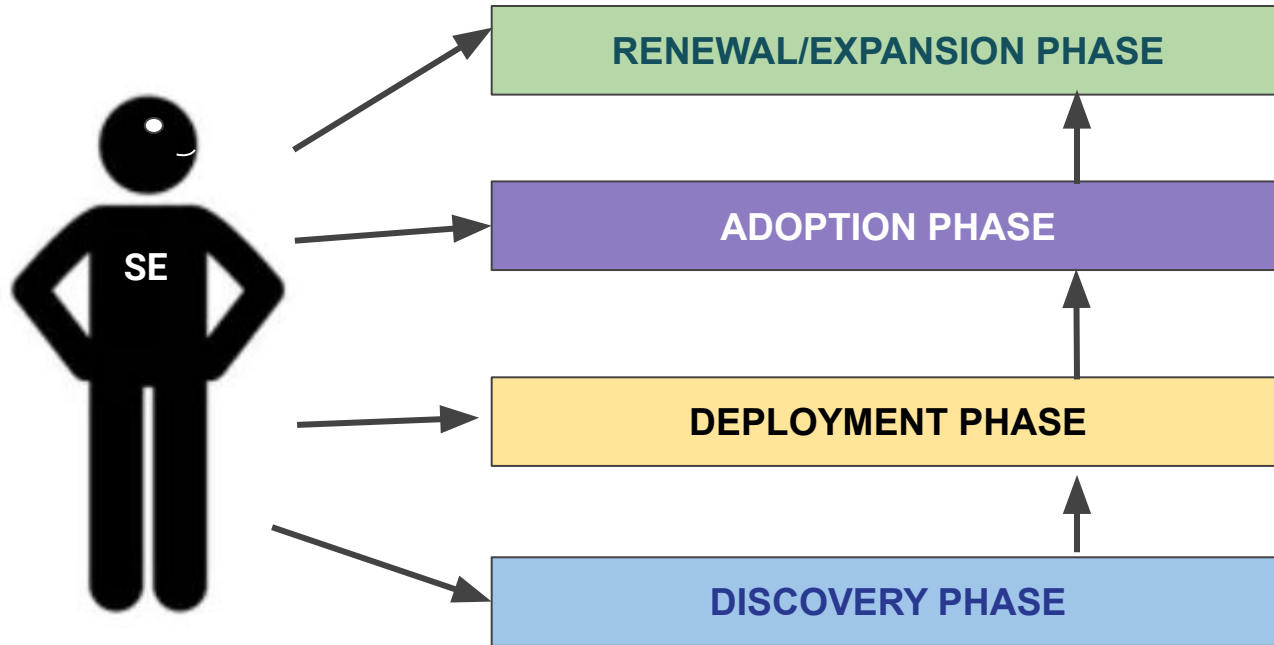 RENEWAL/EXPANSION PHASE
ADOPTION PHASE
SE
DEPLOYMENT PHASE
DISCOVERY PHASE